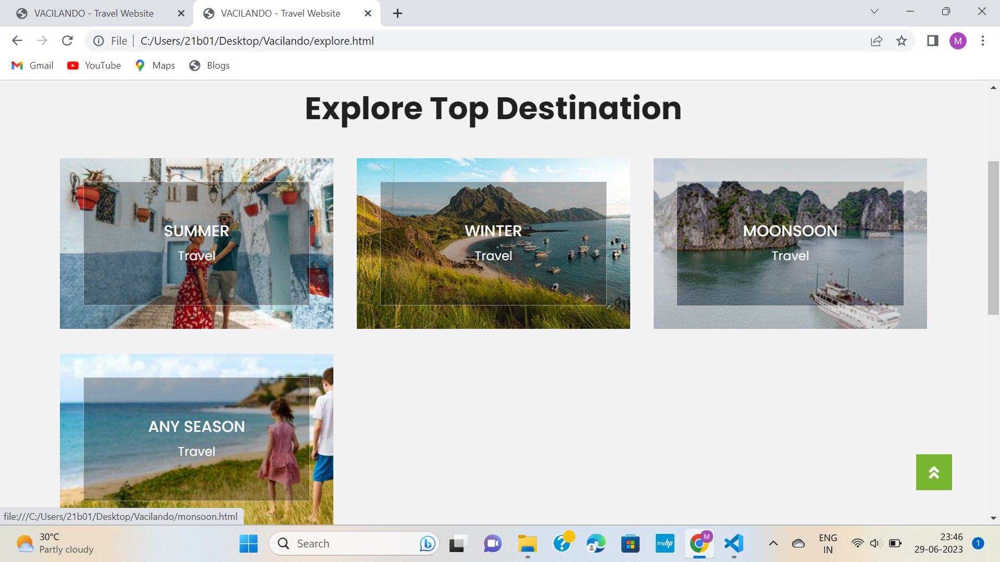 VACILANDO - Travel Website
VACILANDO - Travel Website
File C:/Users/21b01/Desktop/Vacilando/explore.html
M
Gmail YouTube Maps Blogs
Explore Top Destination
SUMMER
Travel
WINTER
Travel
MOONSOON
Travel
ANY SEASON
Travel
file:///C:/Users/21b01/Desktop/Vacilando/monsoon.html
30°C
Partly cloudy
Search
myhp
M
ENG
IN
23:46
29-06-2023
1